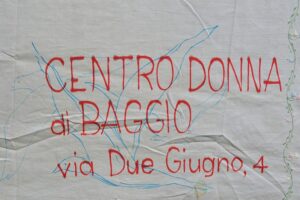 CENTRO DONNA
di BAGGIO
via Due Giugno, 4